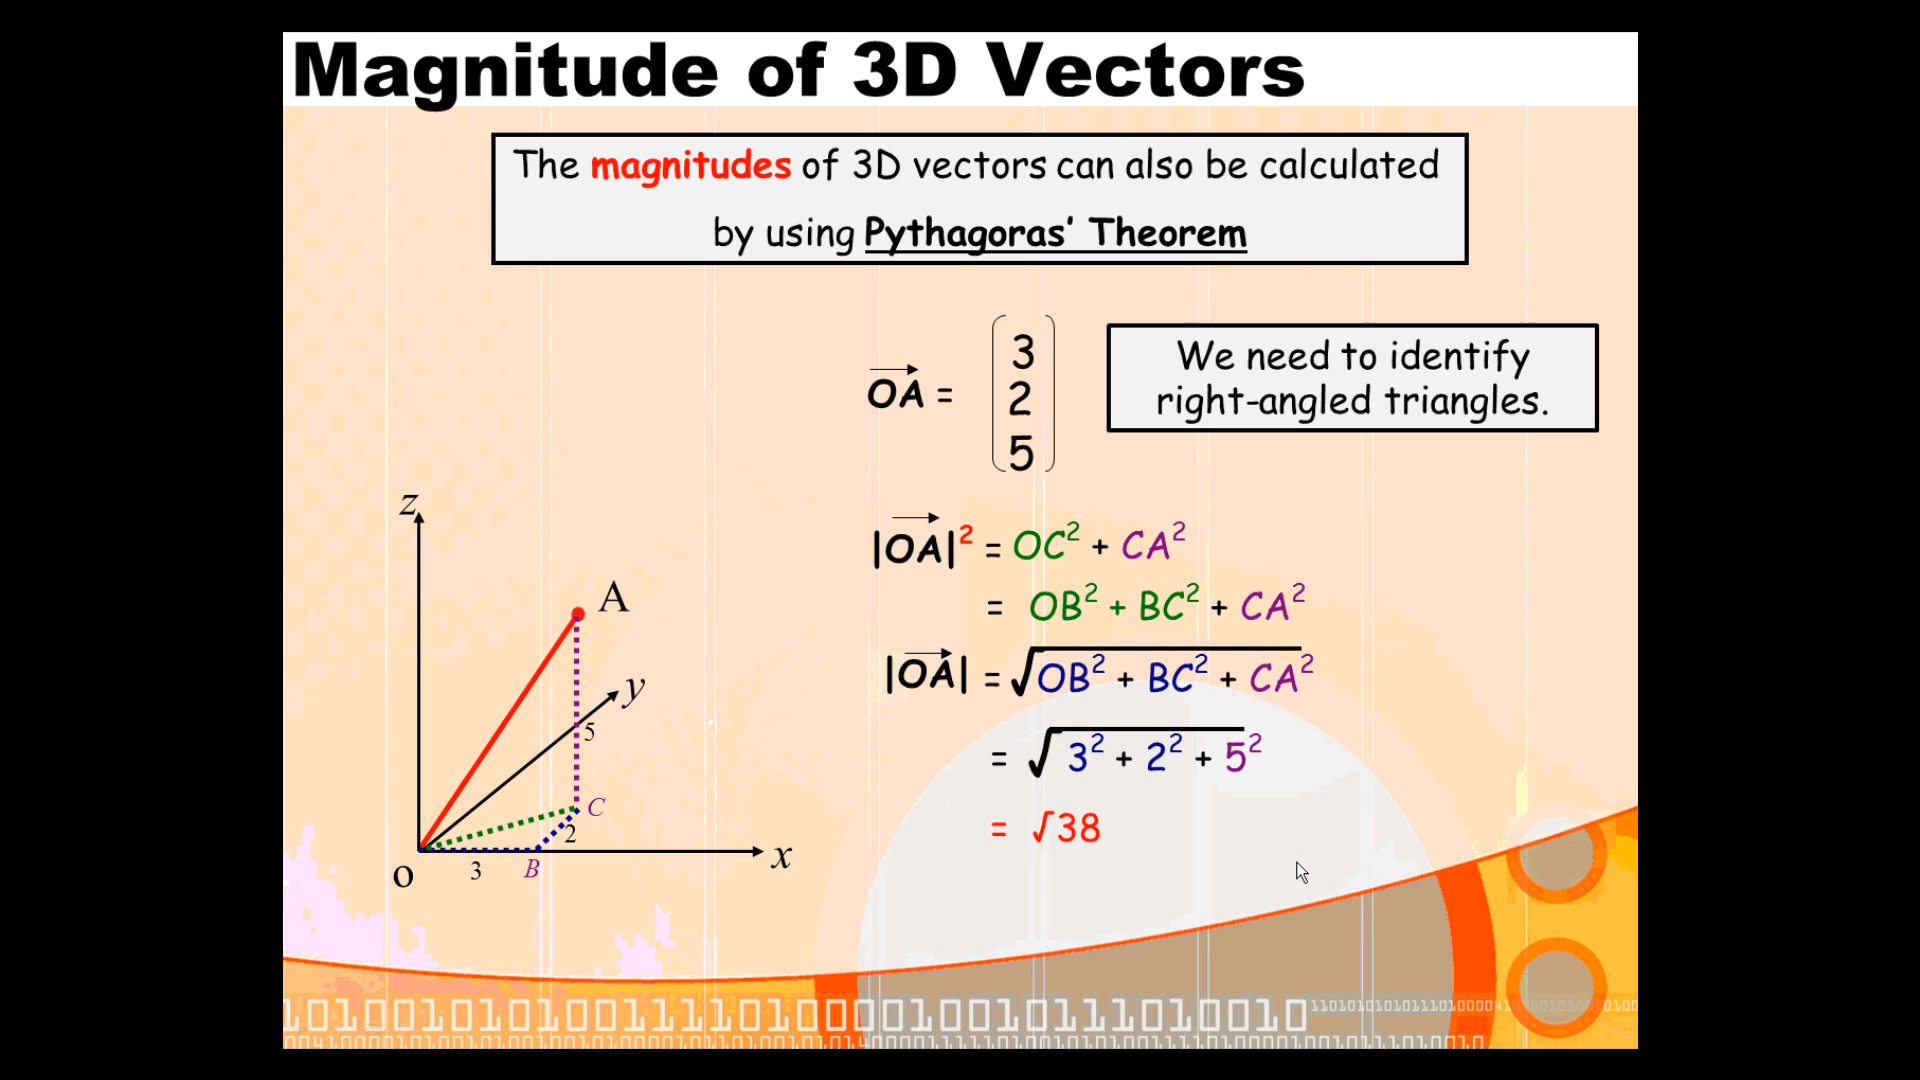 Magnitude of 3D Vectors
The magnitudes of 3D vectors can also be calculated
by using Pythagoras' Theorem
OA = (3 2 5)
We need to identify
right-angled triangles.
|OA|² = OC² + CA²
= OB² + BC² + CA²
|OA| = √OB² + BC² + CA²
= √3² + 2² + 5²
= √38
z
A
y
5
C
2
x
O
3
B
101001010100111101000010010111010010